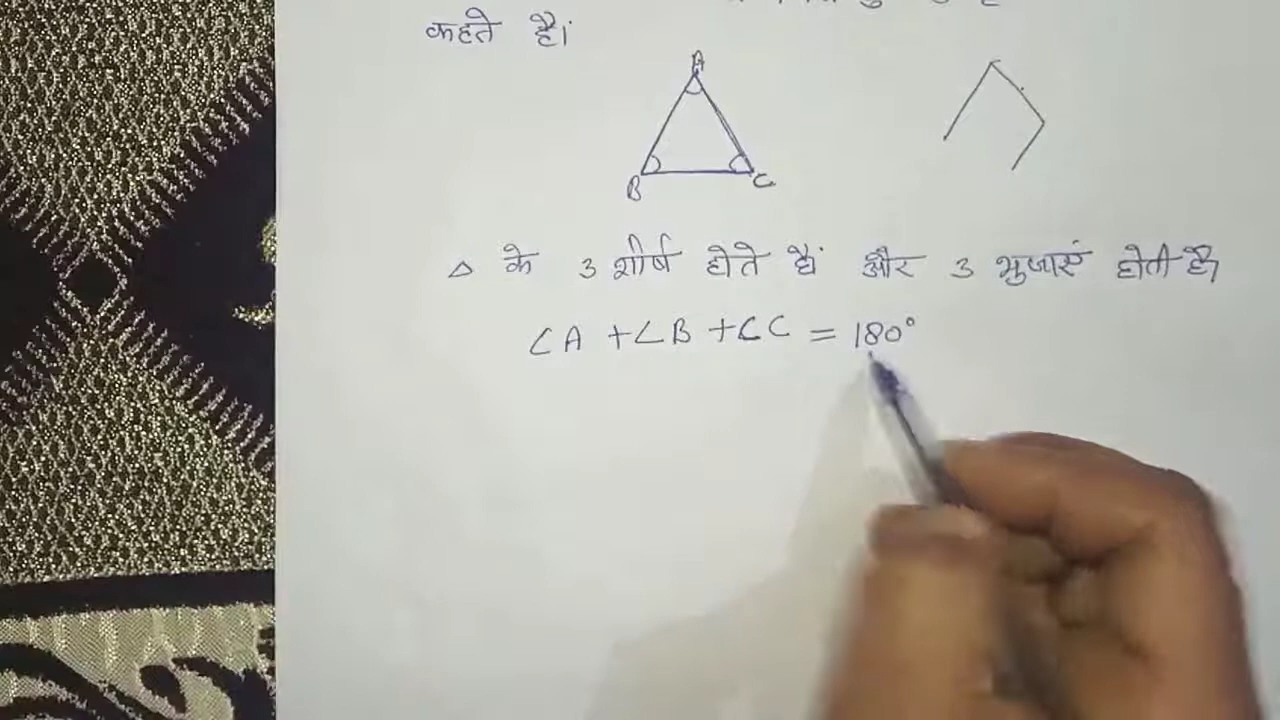 कहते है।
A
B C
△ के 3 शीर्ष होते है और 3 भुजाएं होती है
∠A + ∠B + ∠C = 180°